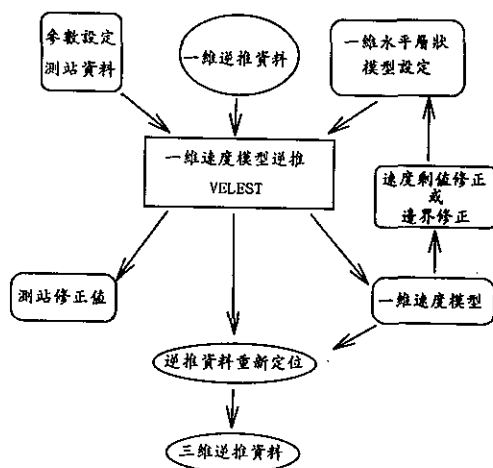 參數設定
測站資料
一維逆推資料
一維水平層狀
模型設定
一維速度模型逆推
VELEST
速度剩值修正
或
邊界修正
測站修正值
一維速度模型
逆推資料重新定位
三維逆推資料